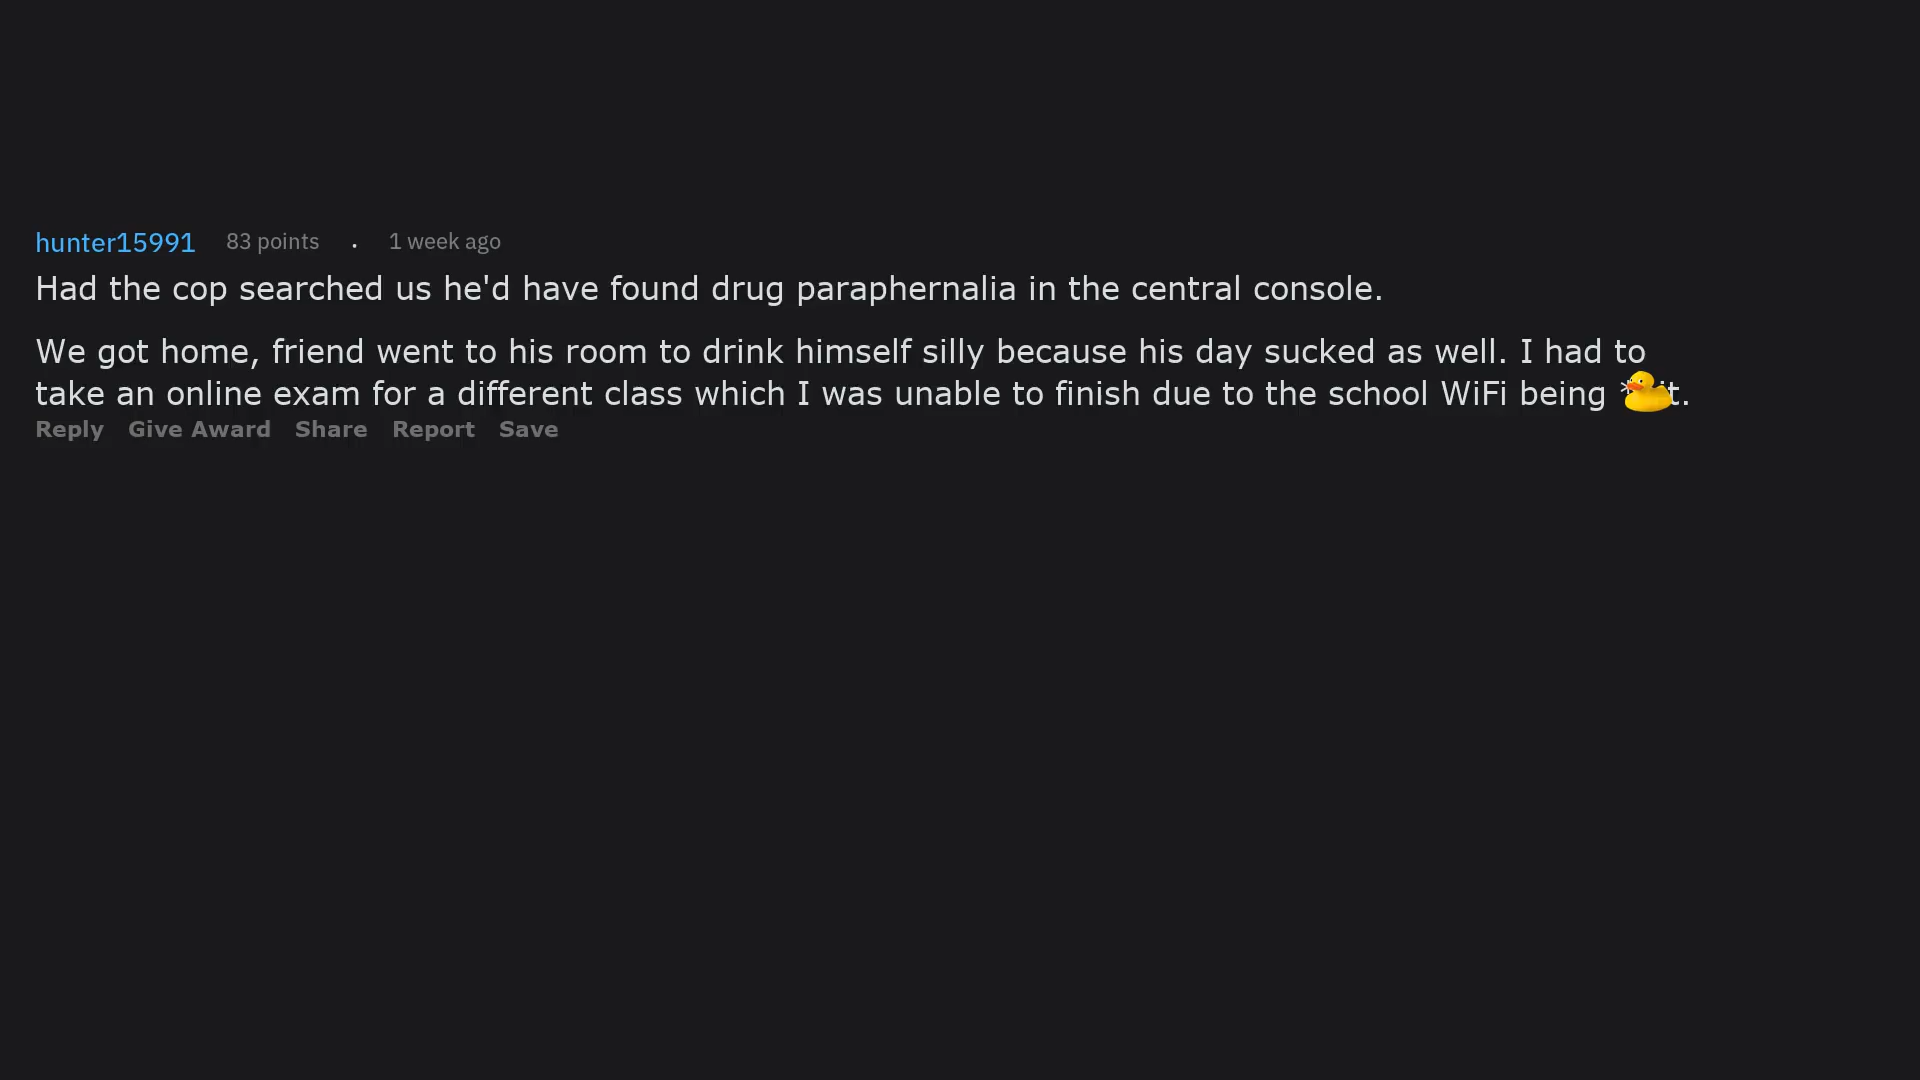 hunter15991 83 points . 1 week ago
Had the cop searched us he'd have found drug paraphernalia in the central console.
We got home, friend went to his room to drink himself silly because his day sucked as well. I had to
take an online exam for a different class which I was unable to finish due to the school WiFi being
Reply Give Award Share Report Save